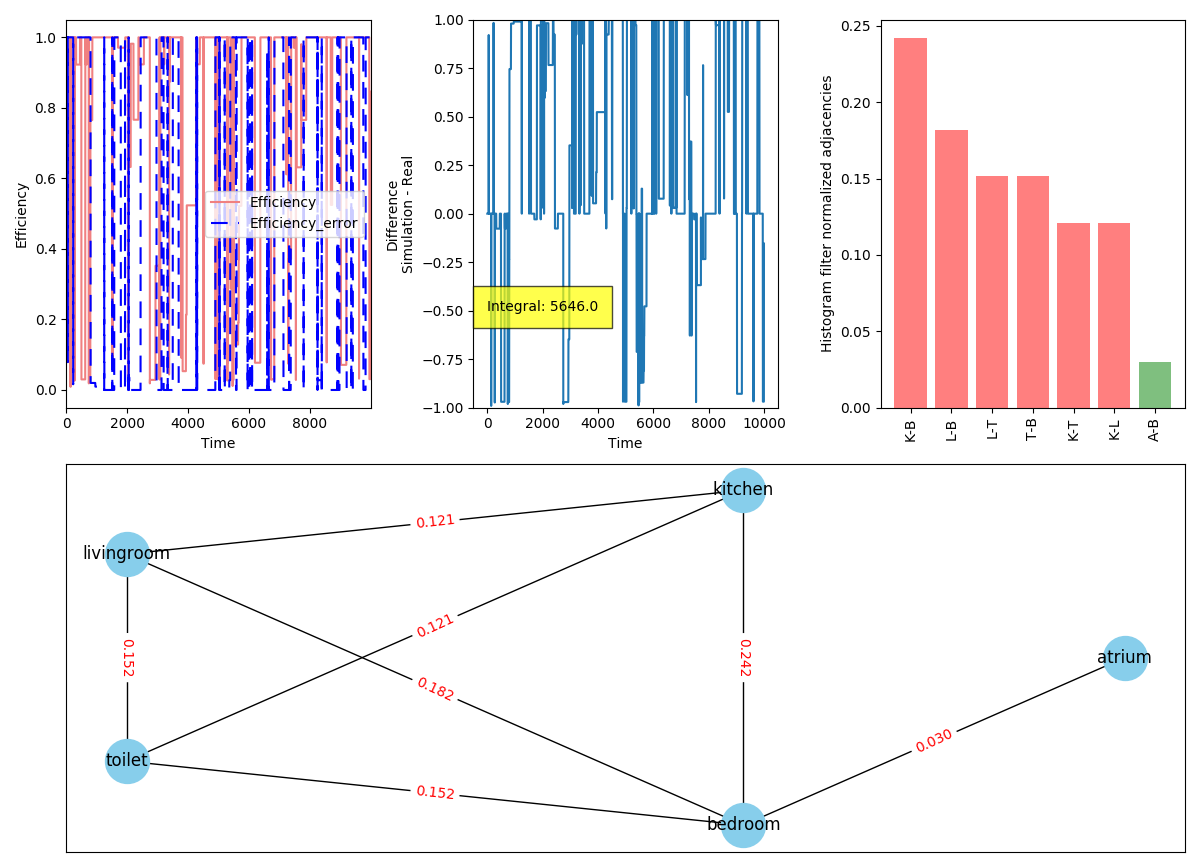 1.0
0.8
0.6
0.4
0.2
0.0
Efficiency
0
2000
4000
6000
8000
Time
Efficiency
Efficiency_error
1.00
0.75
0.50
0.25
0.00
−0.25
−0.50
−0.75
−1.00
Difference
Simulation - Real
Integral: 5646.0
0
2000
4000
6000
8000
10000
Time
0.25
0.20
0.15
0.10
0.05
0.00
Histogram filter normalized adjacencies
K-B
L-B
L-T
T-B
K-T
K-L
A-B
kitchen
0.121
livingroom
0.121
0.152
0.182
0.242
atrium
0.030
toilet
0.152
bedroom